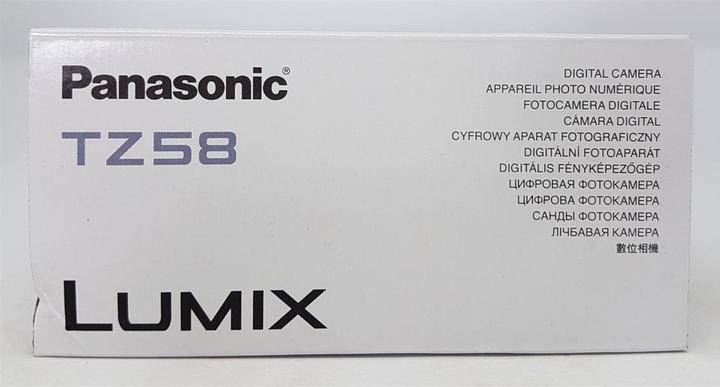 Panasonic®
TZ58
LUMIX
DIGITAL CAMERA
APPAREIL PHOTO NUMÉRIQUE
FOTOCAMERA DIGITALE
CÁMARA DIGITAL
CYFROWY APARAT FOTOGRAFICZNY
DIGITÁLNÍ FOTOAPARÁT
DIGITÁLIS FÉNYKÉPEZŐGÉP
ЦИФРОВАЯ ФОТОКАМЕРА
ЦИФРОВА ФОТОКАМЕРА
САНДЫ ФОТОКАМЕРА
ЛІЧБАВАЯ КАМЕРА
數位相機